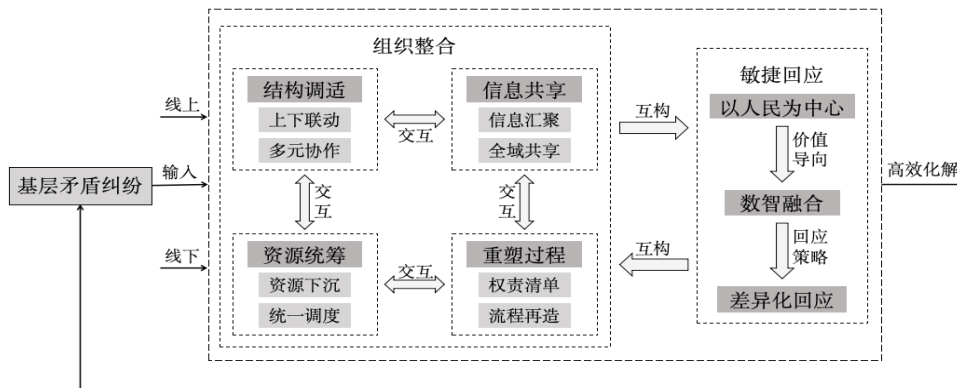 组织整合
敏捷回应
结构调适
上下联动
多元协作
交互
信息共享
信息汇聚
全域共享
交互
交互
资源统筹
资源下沉
统一调度
交互
重塑过程
权责清单
流程再造
线上
输入
线下
基层矛盾纠纷
互构
互构
以人民为中心
价值
导向
数智融合
回应
策略
差异化回应
高效化解